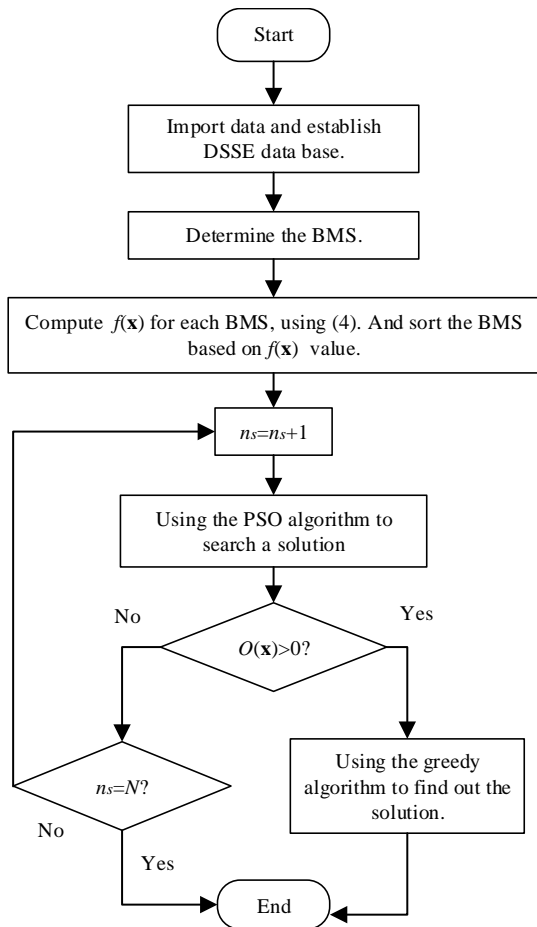 Start
Import data and establish
DSSE data base.
Determine the BMS.
Compute f(x) for each BMS, using (4). And sort the BMS
based on f(x) value.
ns=ns+1
Using the PSO algorithm to
search a solution
No
Yes
O(x)>0?
ns=N?
Using the greedy
algorithm to find out the
solution.
No
Yes
End